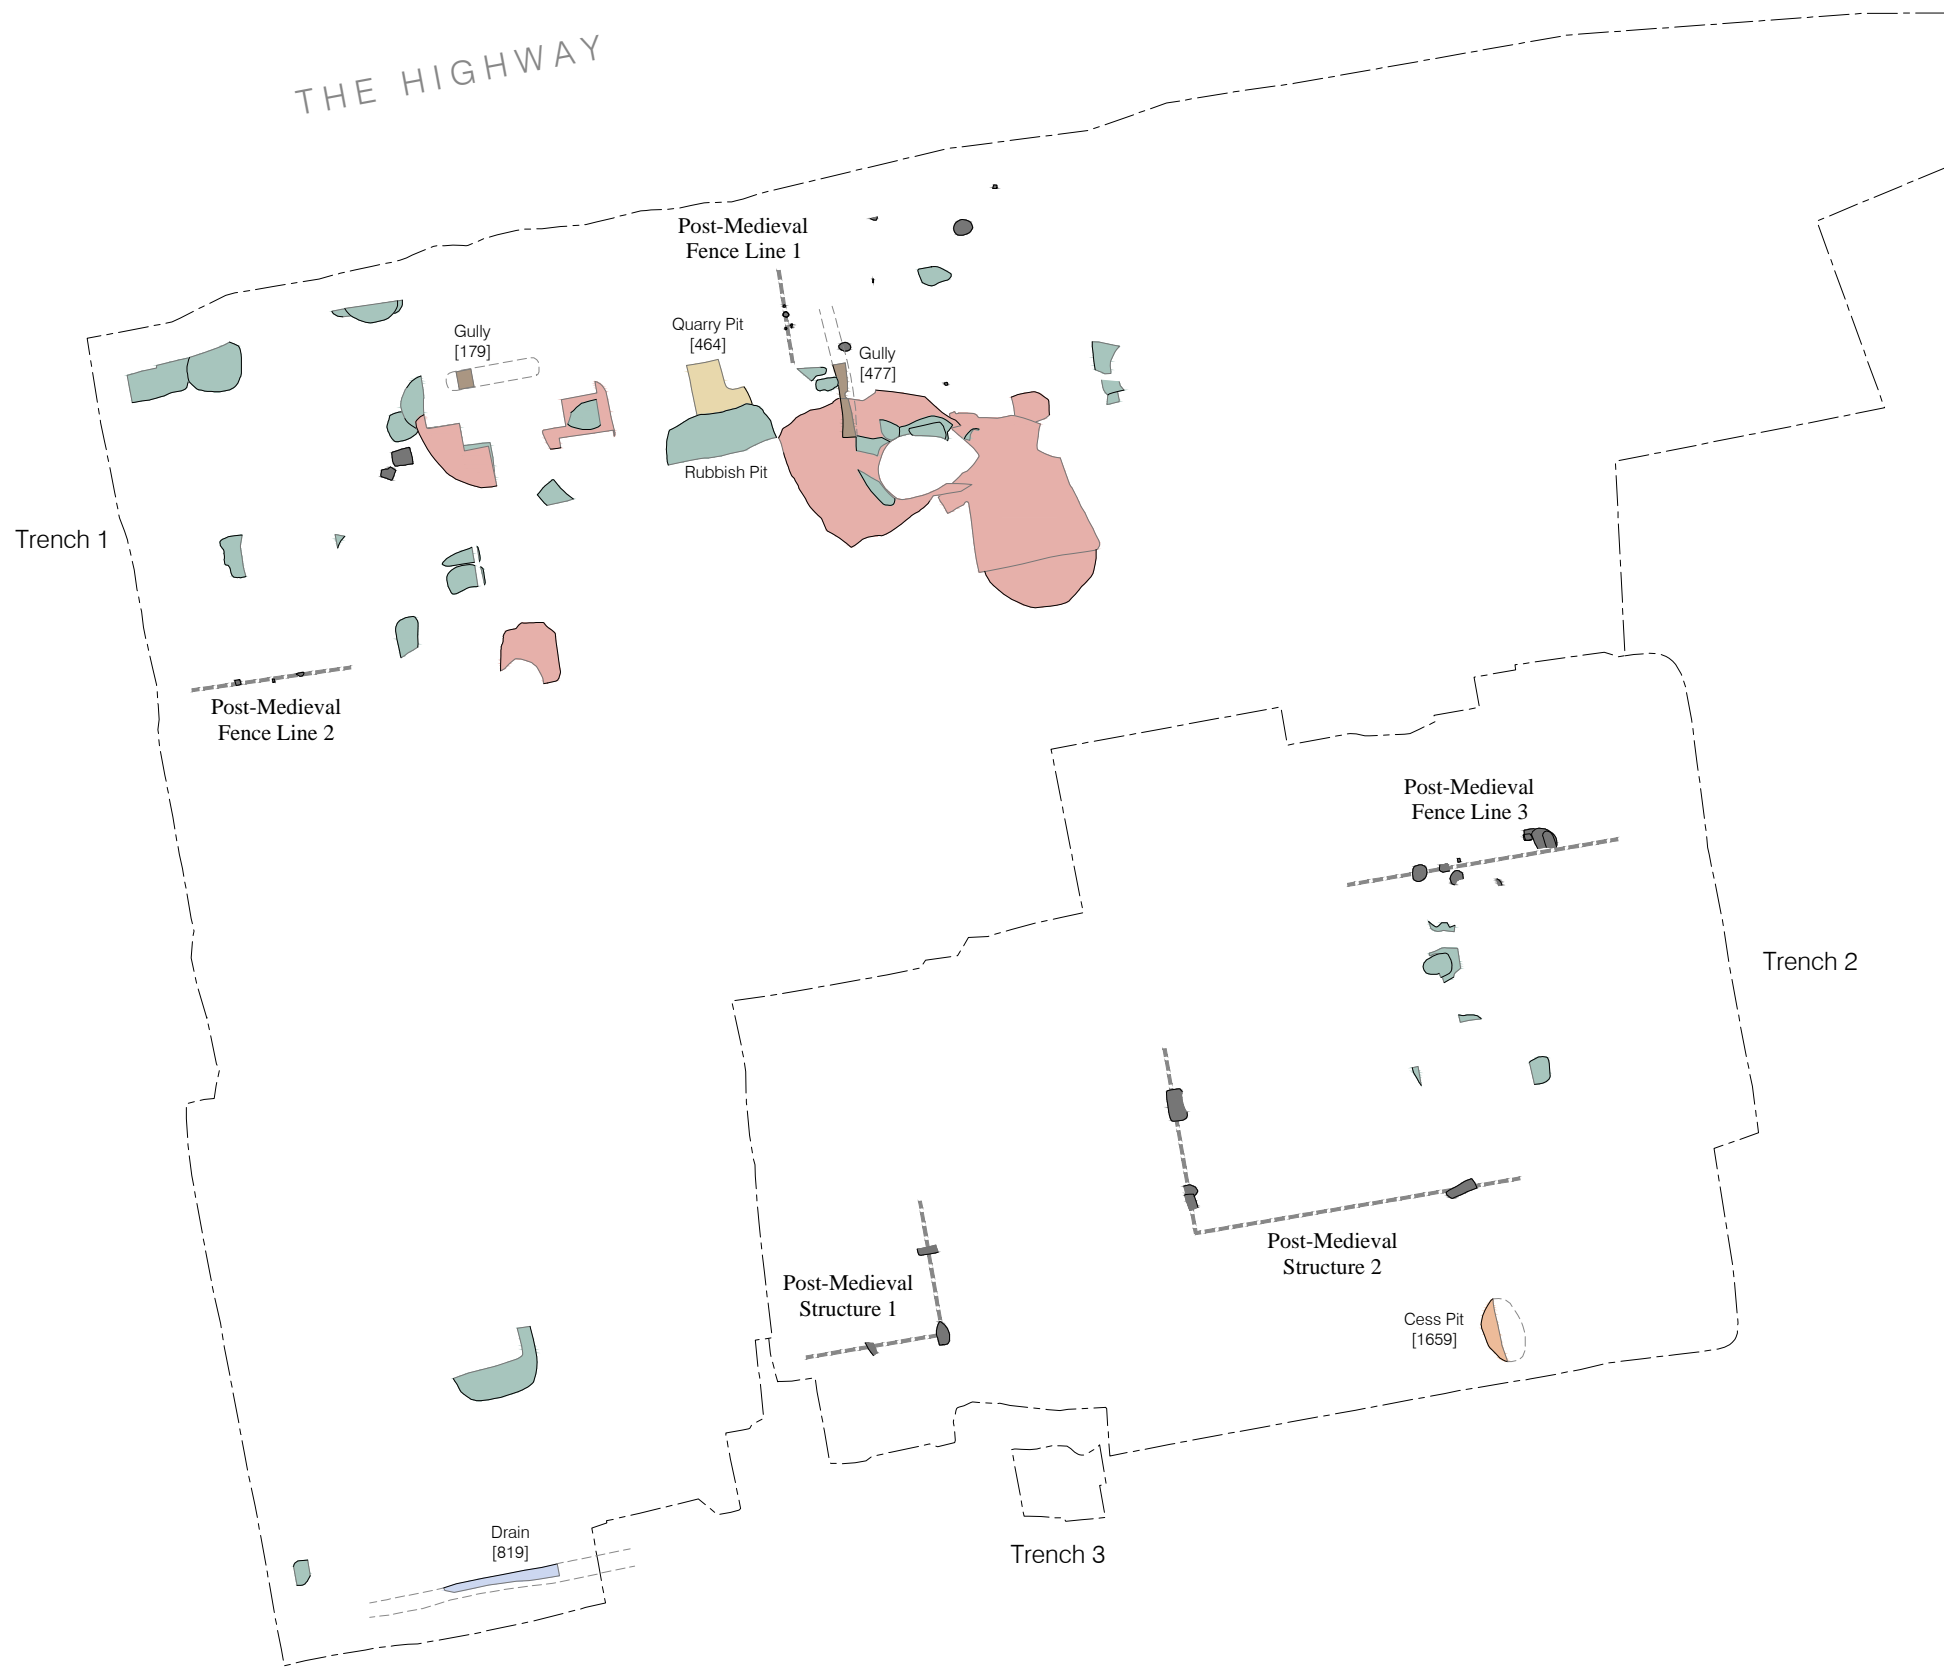 THE HIGHWAY
Post-Medieval
Fence Line 1
Gully
[179]
Quarry Pit
[464]
Gully
[477]
Rubbish Pit
Trench 1
Post-Medieval
Fence Line 2
Post-Medieval
Fence Line 3
Trench 2
Post-Medieval
Structure 2
Post-Medieval
Structure 1
Cess Pit
[1659]
Drain
[819]
Trench 3